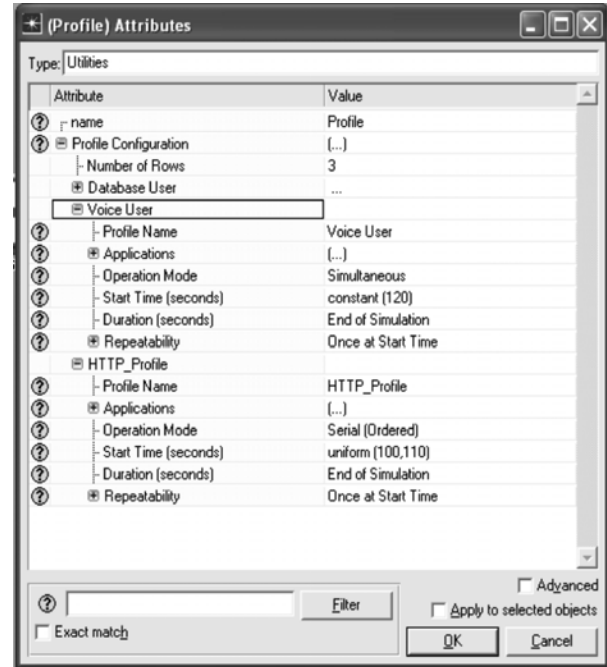 (Profile) Attributes
Type: Utilities
Attribute Value
name Profile
Profile Configuration (...)
Number of Rows 3
Database User ...
Voice User
Profile Name Voice User
Applications (...)
Operation Mode Simultaneous
Start Time (seconds) constant (120)
Duration (seconds) End of Simulation
Repeatability Once at Start Time
HTTP_Profile
Profile Name HTTP_Profile
Applications (...)
Operation Mode Serial (Ordered)
Start Time (seconds) uniform (100,110)
Duration (seconds) End of Simulation
Repeatability Once at Start Time
Advanced
Filter
Apply to selected objects
Exact match
OK Cancel